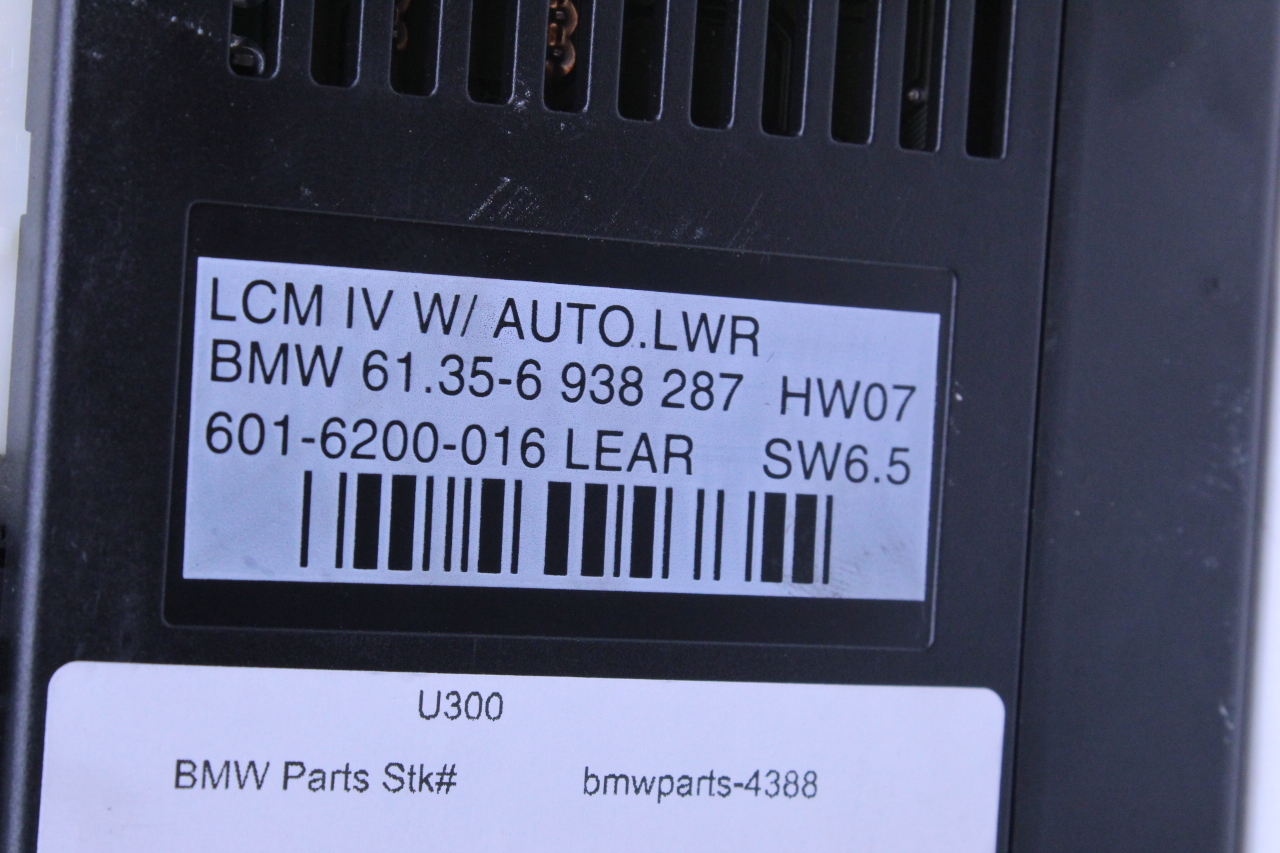 LCM IV W/ AUTO.LWR
BMW 61.35-6 938 287 HW07
601-6200-016 LEAR SW6.5
U300
BMW Parts Stk# bmwparts-4388